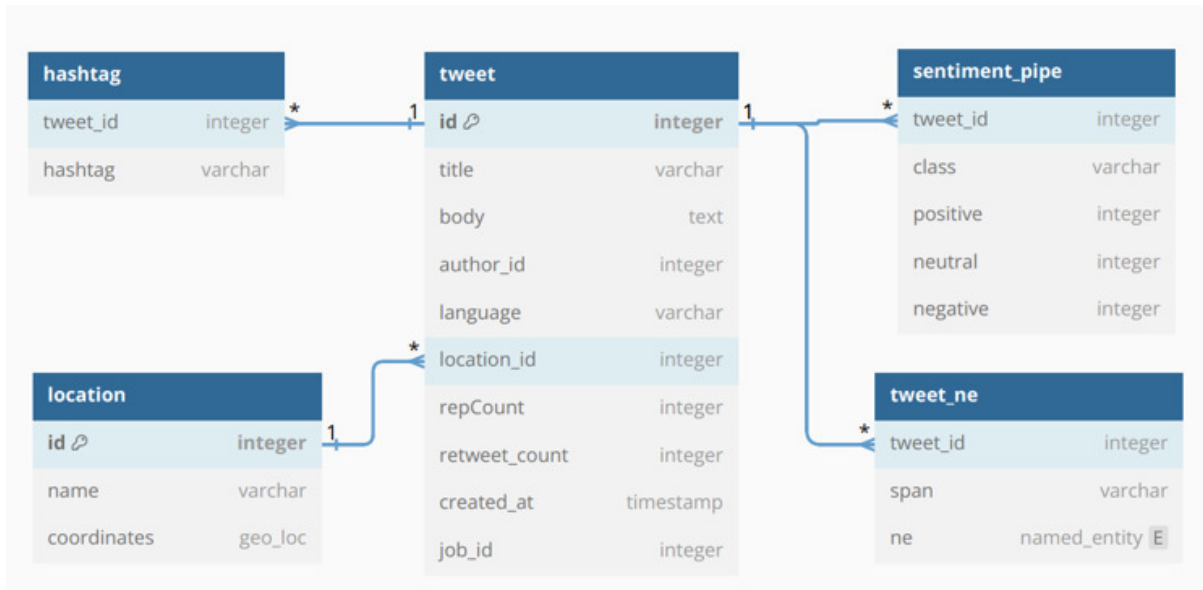 hashtag
tweet_id integer
hashtag varchar
*
1
tweet
id integer
title varchar
body text
author_id integer
language varchar
location_id integer
repCount integer
retweet_count integer
created_at timestamp
job_id integer
1
*
*
sentiment_pipe
tweet_id integer
class varchar
positive integer
neutral integer
negative integer
location
id integer
name varchar
coordinates geo_loc
1
*
tweet_ne
tweet_id integer
span varchar
ne named_entity E